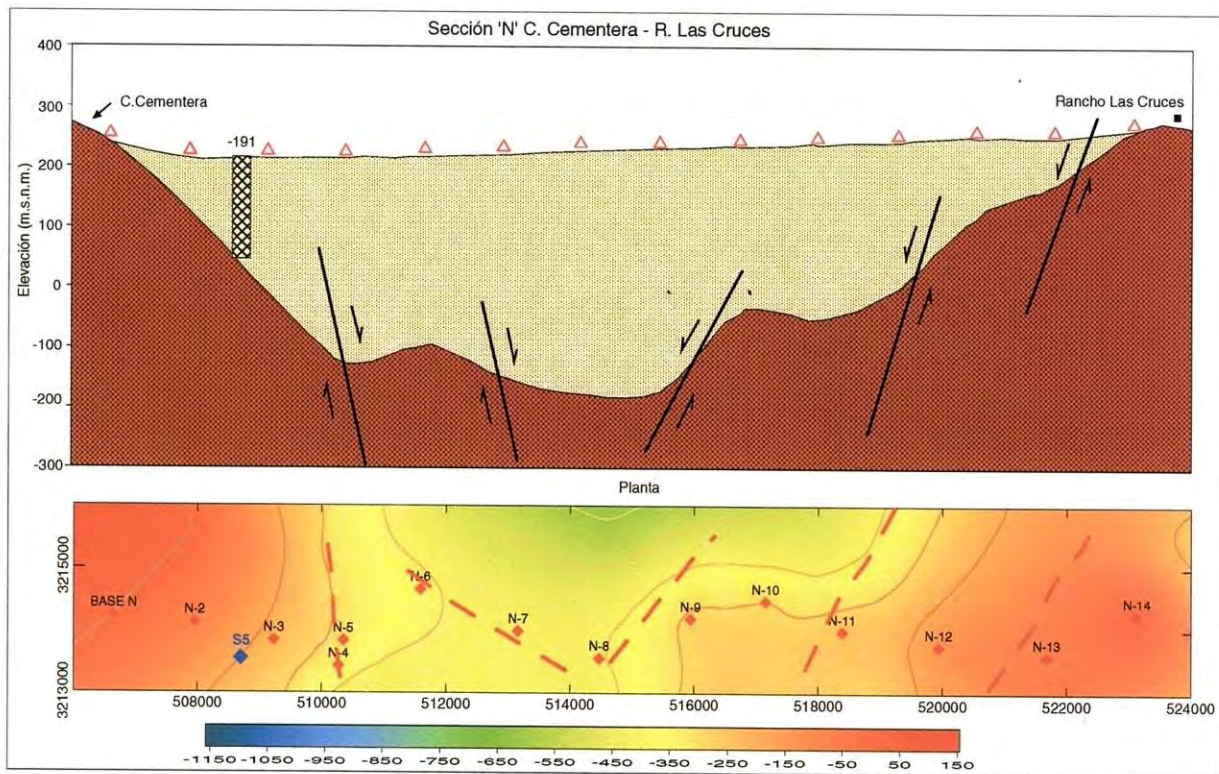 Sección 'N' C. Cementera - R. Las Cruces
Elevación (m.s.n.m.)
400
300
200
100
0
-100
-200
-300
C.Cementera
-191
Rancho Las Cruces
Planta
3215000
3213000
BASE N
N-2
N-3
S5
N-5
N-4
N-6
N-7
N-8
N-9
N-10
N-11
N-12
N-13
N-14
508000 510000 512000 514000 516000 518000 520000 522000 524000
-1150 -1050 -950 -850 -750 -650 -550 -450 -350 -250 -150 -50 50 150